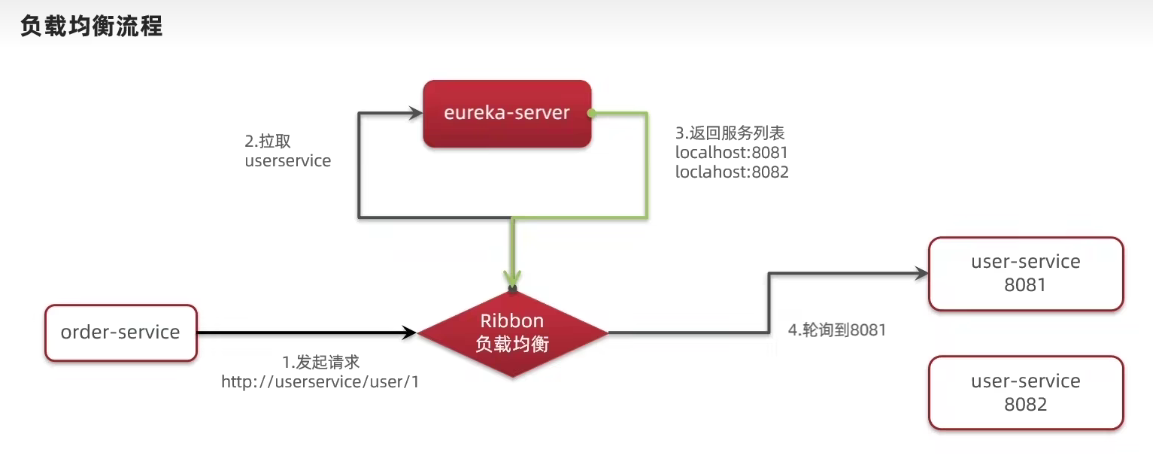 负载均衡流程
eureka-server
2.拉取
userservice
3.返回服务列表
localhost:8081
loclahost:8082
order-service
1.发起请求
http://userservice/user/1
Ribbon
负载均衡
4.轮询到8081
user-service
8081
user-service
8082